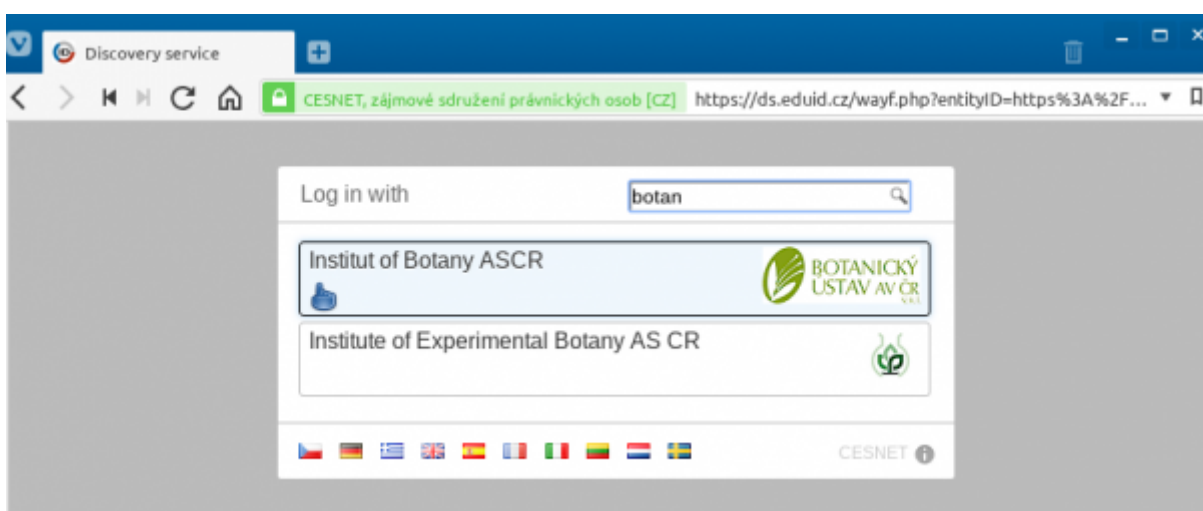 Discovery service
CESNET, zájmové sdružení právnických osob [CZ] https://ds.eduid.cz/wayf.php?entityID=https%3A%2F...
Log in with botan
Institut of Botany ASCR
BOTANICKÝ
ÚSTAV AV ČR
Institute of Experimental Botany AS CR
CESNET